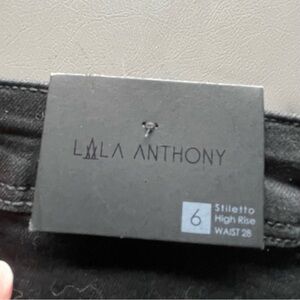 LALA ANTHONY
6
Stiletto
High Rise
WAIST 28